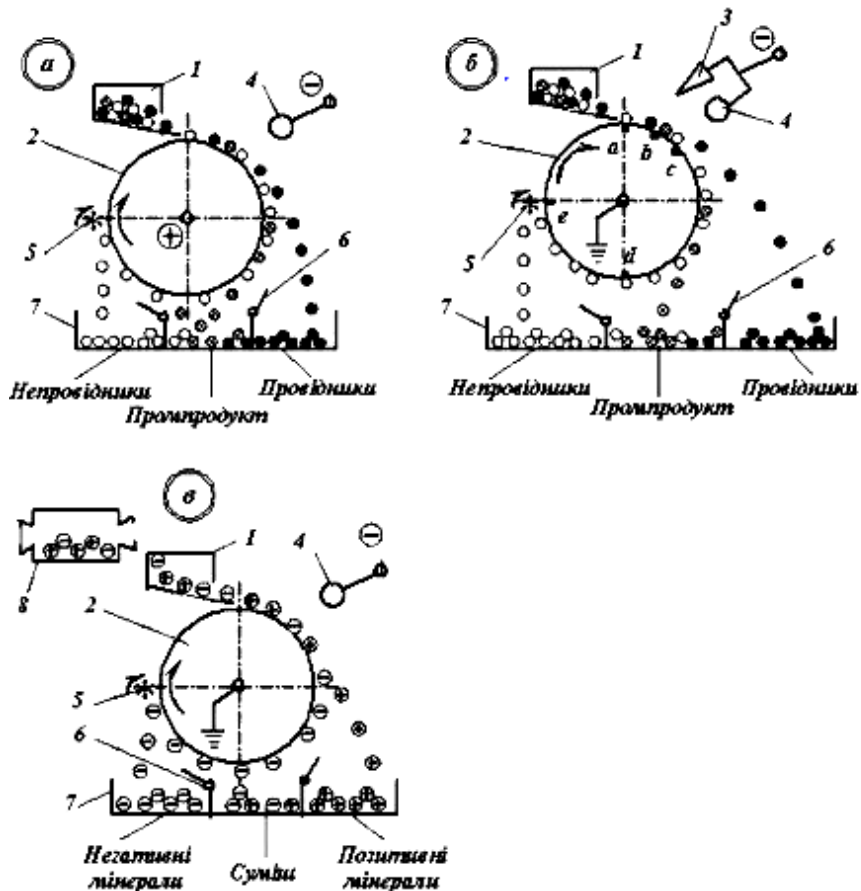 а
1
4
−
2
5
+
6
7
Непровідники
Провідники
Промпродукт
б
1
3
−
4
2
a
b
c
5
e
d
6
7
Непровідники
Провідники
Промпродукт
в
8
1
4
−
2
5
6
7
Негативні
мінерали
Суміш
Позитивні
мінерали